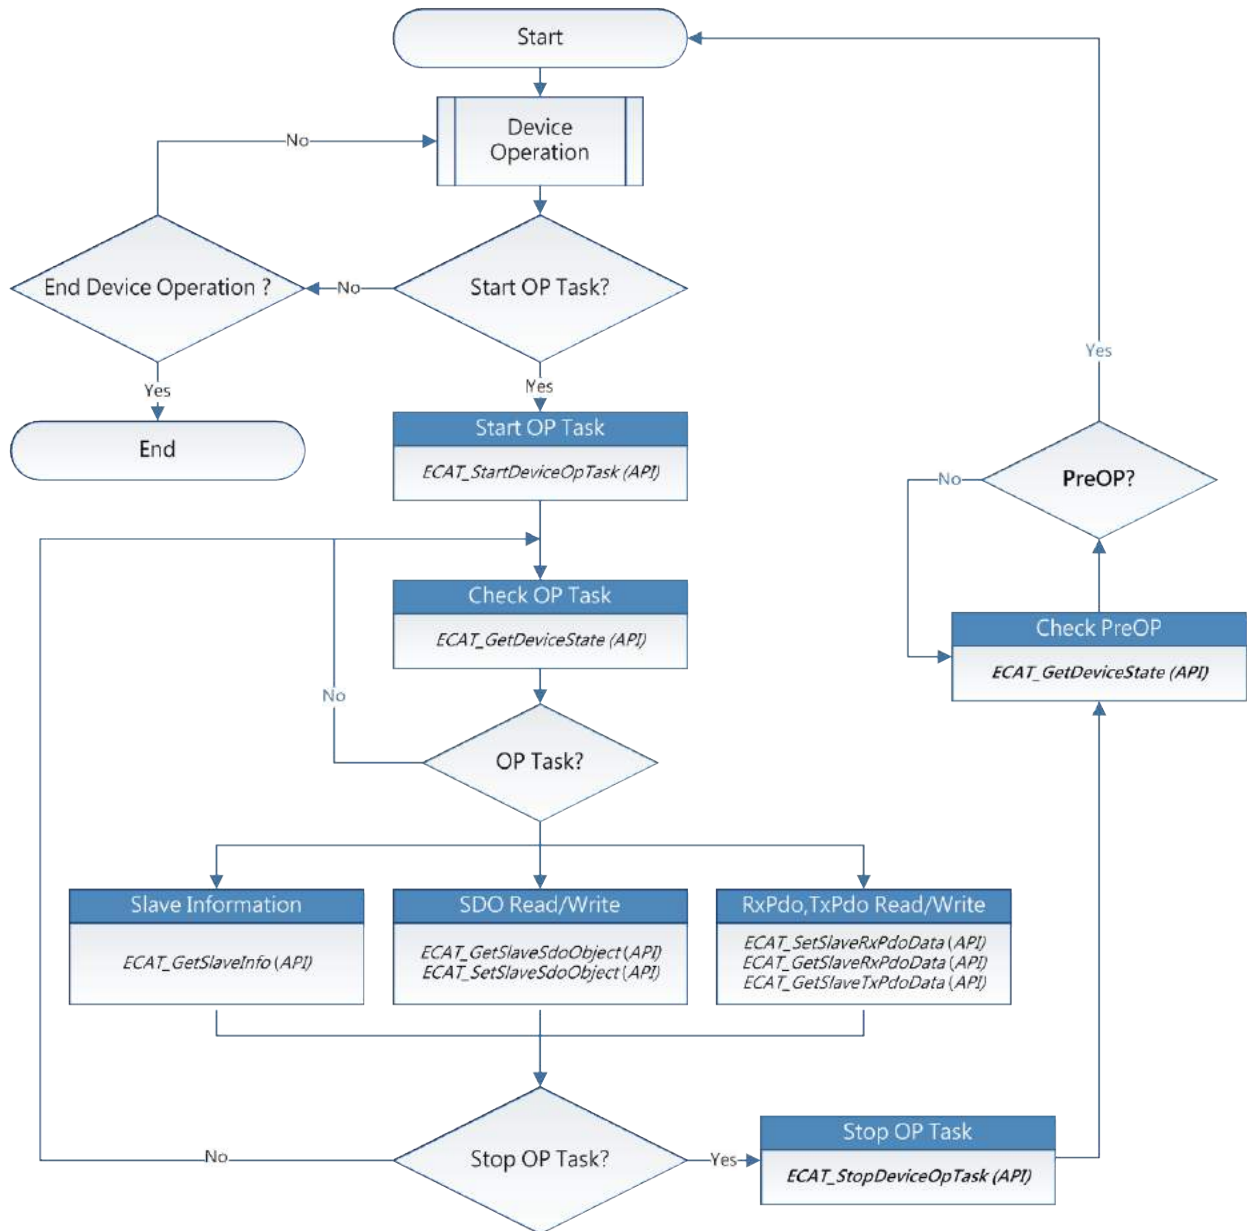 Start
No
Device
Operation
End Device Operation ?
No
Start OP Task?
Yes
Yes
Yes
End
Start OP Task
ECAT_StartDeviceOpTask (API)
No
PreOP?
Check OP Task
ECAT_GetDeviceState (API)
Check PreOP
ECAT_GetDeviceState (API)
No
OP Task?
Slave Information
ECAT_GetSlaveInfo (API)
SDO Read/Write
ECAT_GetSlaveSdoObject (API)
ECAT_SetSlaveSdoObject (API)
RxPdo,TxPdo Read/Write
ECAT_SetSlaveRxPdoData (API)
ECAT_GetSlaveRxPdoData (API)
ECAT_GetSlaveTxPdoData (API)
No
Stop OP Task?
Yes
Stop OP Task
ECAT_StopDeviceOpTask (API)